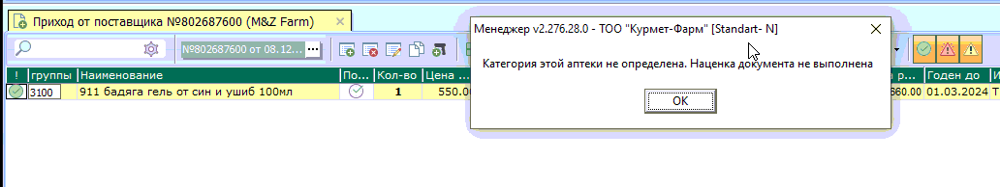 Приход от поставщика №802687600 (M&Z Farm)
Менеджер v2.276.28.0 - ТОО "Курмет-Фарм" [Standart- N]
№802687600 от 08.12...
Категория этой аптеки не определена. Наценка документа не выполнена
OK
! группы Наименование По... Кол-во Цена ... Годен до
3100 911 бадяга гель от син и ушиб 100мл 1 550.00 660.00 01.03.2024